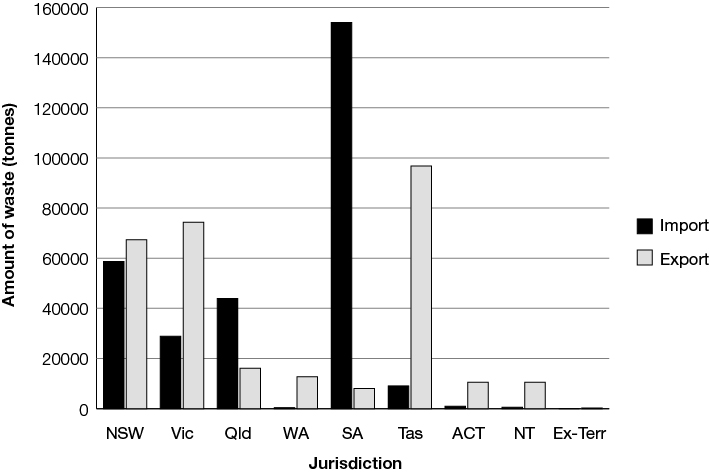 160000
140000
120000
100000
80000
60000
40000
20000
0
Amount of waste (tonnes)
NSW Vic Qld WA SA Tas ACT NT Ex-Terr
Jurisdiction
Import
Export